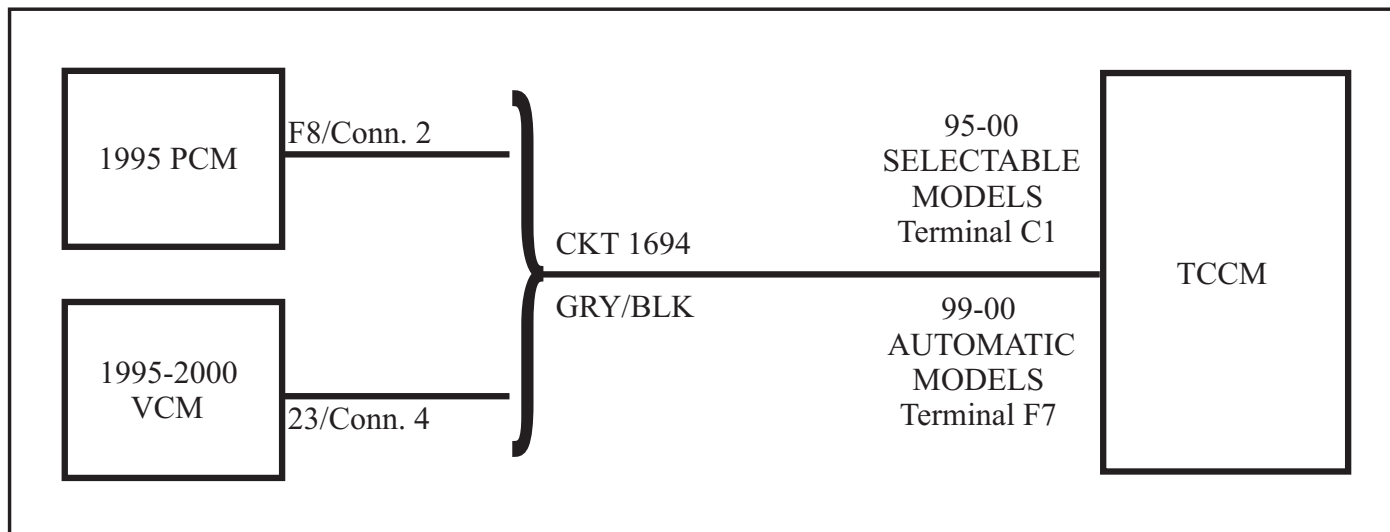 1995 PCM
F8/Conn. 2
1995-2000
VCM
23/Conn. 4
CKT 1694
GRY/BLK
95-00
SELECTABLE
MODELS
Terminal C1
99-00
AUTOMATIC
MODELS
Terminal F7
TCCM